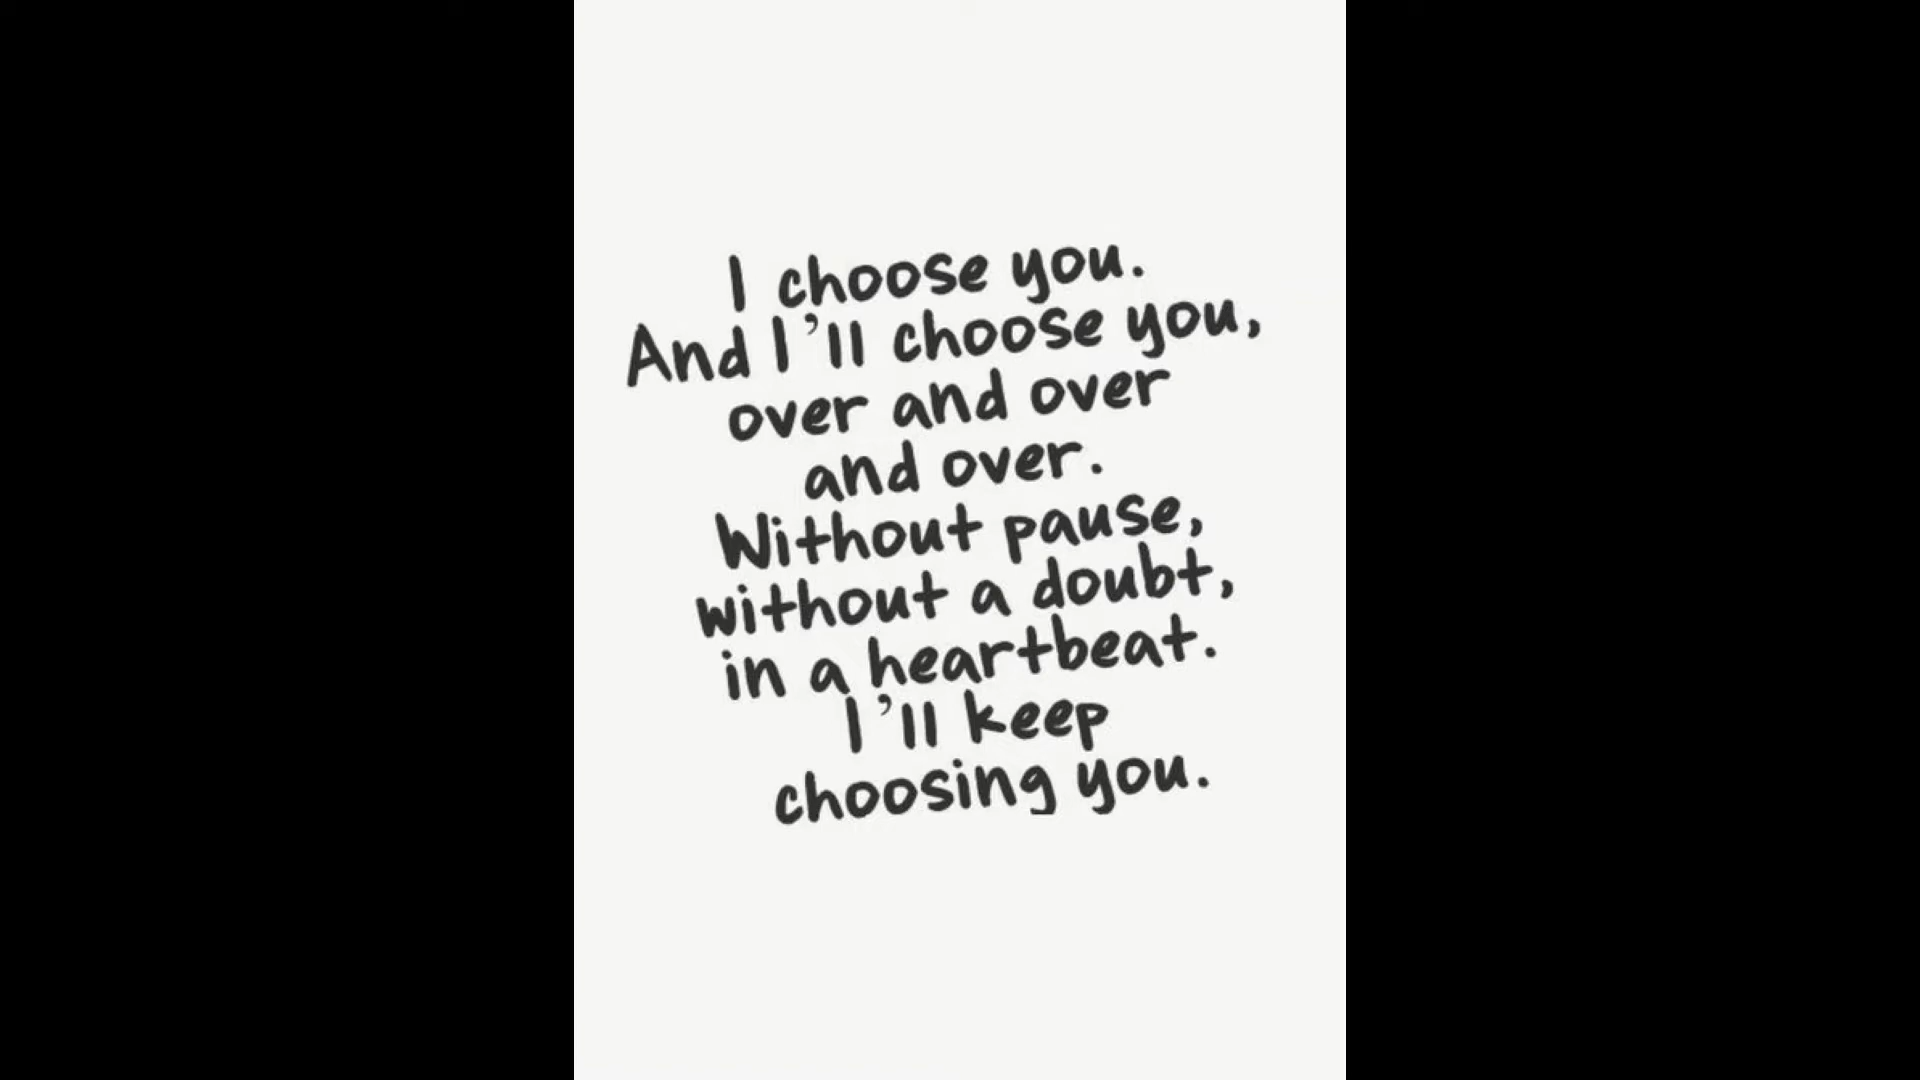 I choose you.
And I'll choose you,
over and over
and over.
Without pause,
without a doubt,
in a heartbeat.
I'll keep
choosing you.